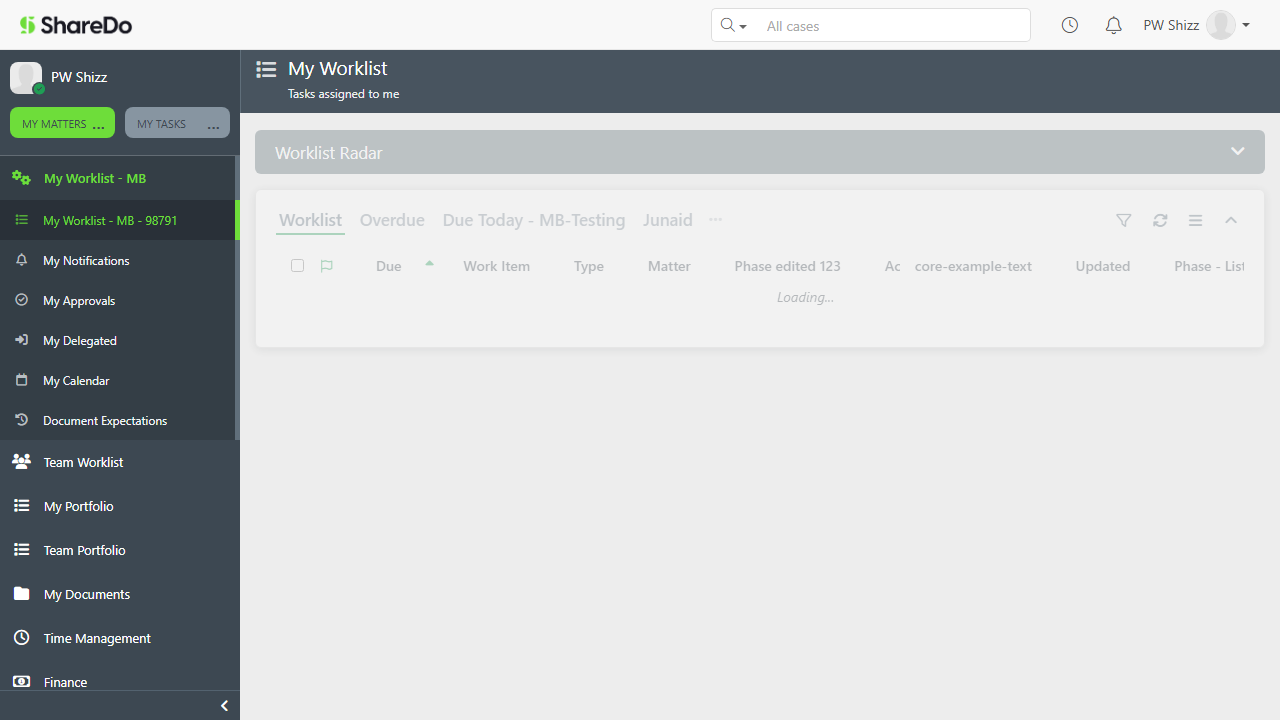 ShareDo
All cases
PW Shizz
PW Shizz
MY MATTERS ...
MY TASKS ...
My Worklist - MB
My Worklist - MB - 98791
My Notifications
My Approvals
My Delegated
My Calendar
Document Expectations
Team Worklist
My Portfolio
Team Portfolio
My Documents
Time Management
Finance
My Worklist
Tasks assigned to me
Worklist Radar
Worklist Overdue Due Today - MB-Testing Junaid ...
Due Work Item Type Matter Phase edited 123 Ac core-example-text Updated Phase - List
Loading...